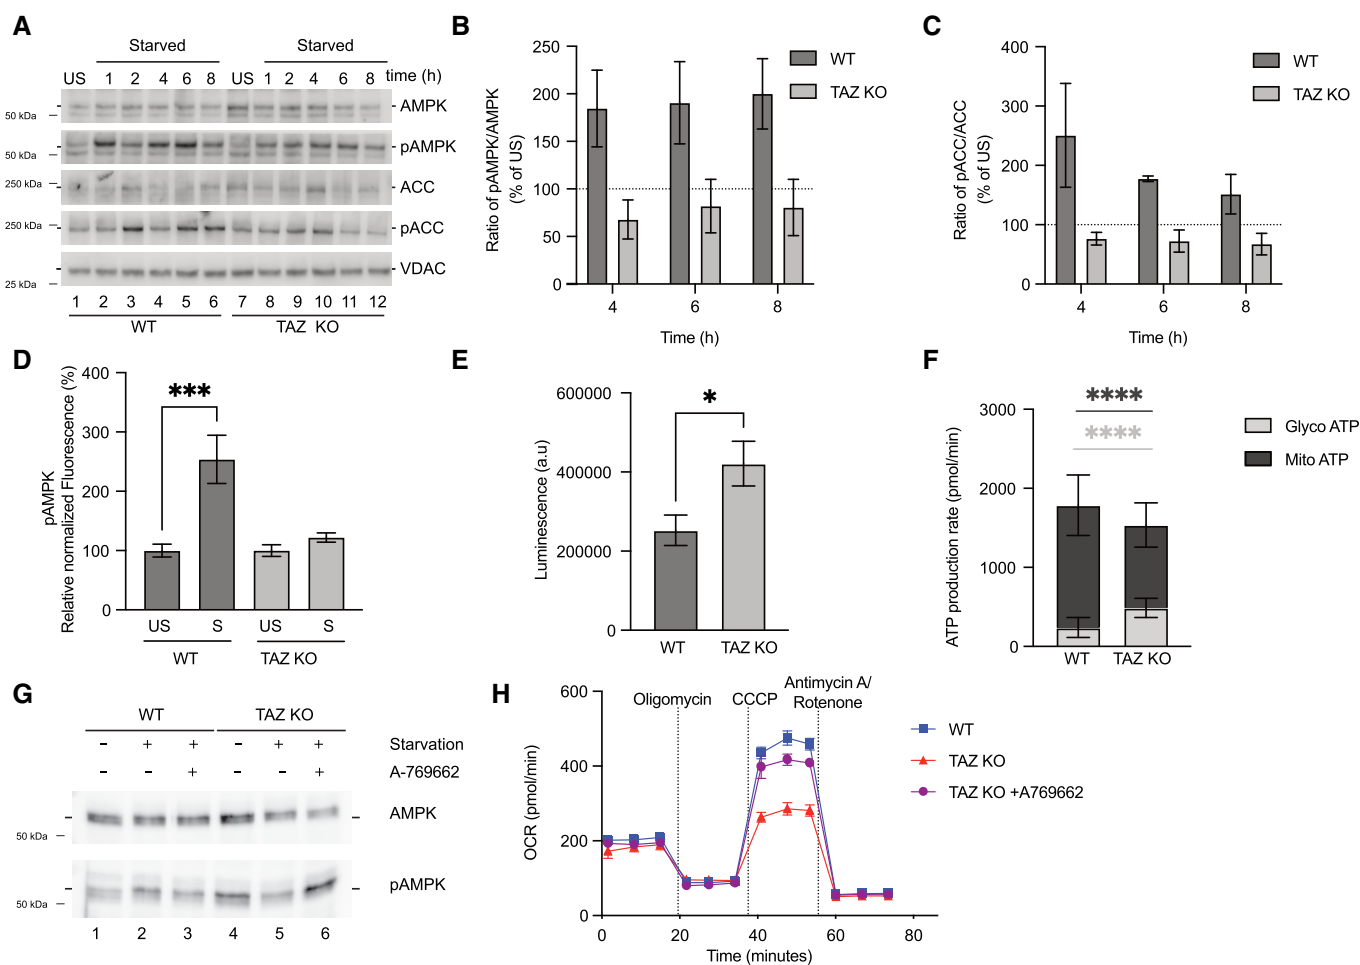 A
Starved
Starved
US 1 2 4 6 8 US 1 2 4 6 8 time (h)
50 kDa
AMPK
50 kDa
pAMPK
250 kDa
ACC
250 kDa
pACC
25 kDa
VDAC
1 2 3 4 5 6 7 8 9 10 11 12
WT
TAZ KO
B
Ratio of pAMPK/AMPK
(% of US)
250
200
150
100
50
0
4 6 8
Time (h)
WT
TAZ KO
C
Ratio of pACC/ACC
(% of US)
400
300
200
100
0
4 6 8
Time (h)
WT
TAZ KO
D
pAMPK
Relative normalized Fluorescence (%)
400
300
200
100
0
***
US S US S
WT TAZ KO
E
Luminescence (a.u)
600000
400000
200000
0
*
WT TAZ KO
F
ATP production rate (pmol/min)
3000
2000
1000
0
****
****
WT TAZ KO
Glyco ATP
Mito ATP
G
WT TAZ KO
- + + - + + Starvation
- - + - - + A-769662
AMPK
50 kDa
pAMPK
50 kDa
1 2 3 4 5 6
H
OCR (pmol/min)
600
400
200
0
Oligomycin
CCCP
Antimycin A/
Rotenone
0 20 40 60 80
Time (minutes)
WT
TAZ KO
TAZ KO +A769662